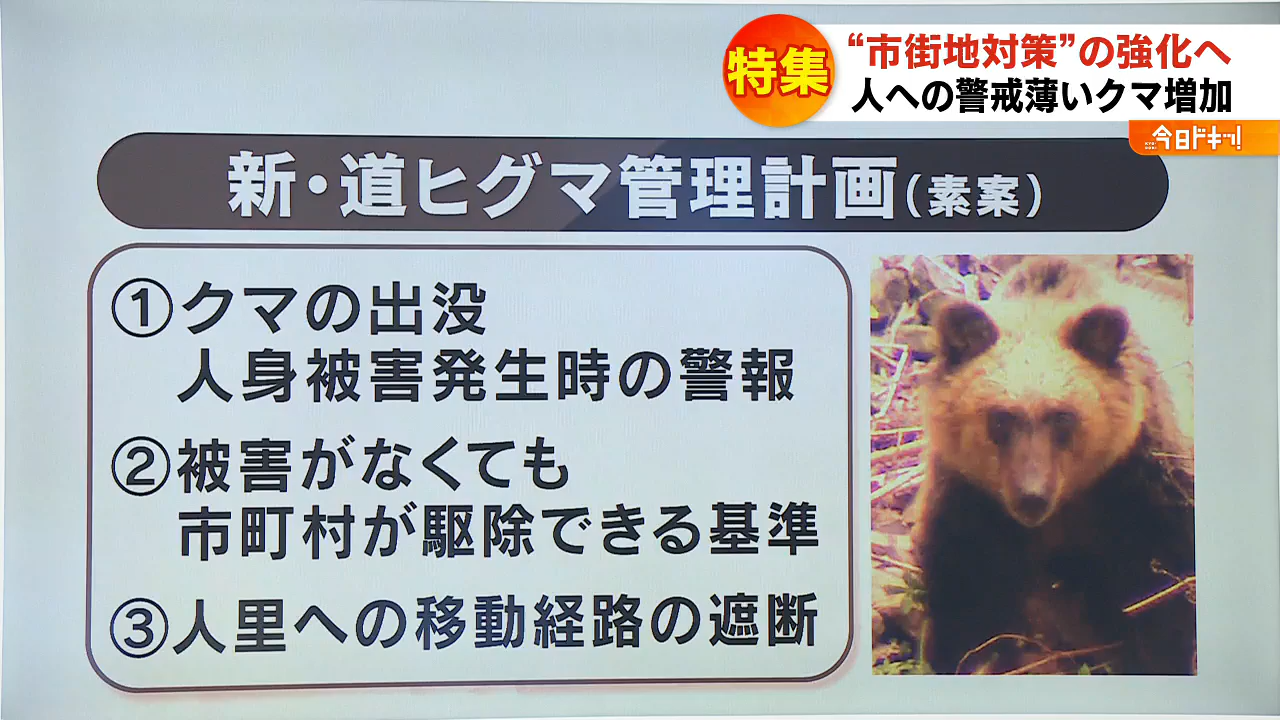 特集
“市街地対策”の強化へ
人への警戒薄いクマ増加
今日ドキッ!
新・道ヒグマ管理計画（素案）
①クマの出没
人身被害発生時の警報
②被害がなくても
市町村が駆除できる基準
③人里への移動経路の遮断